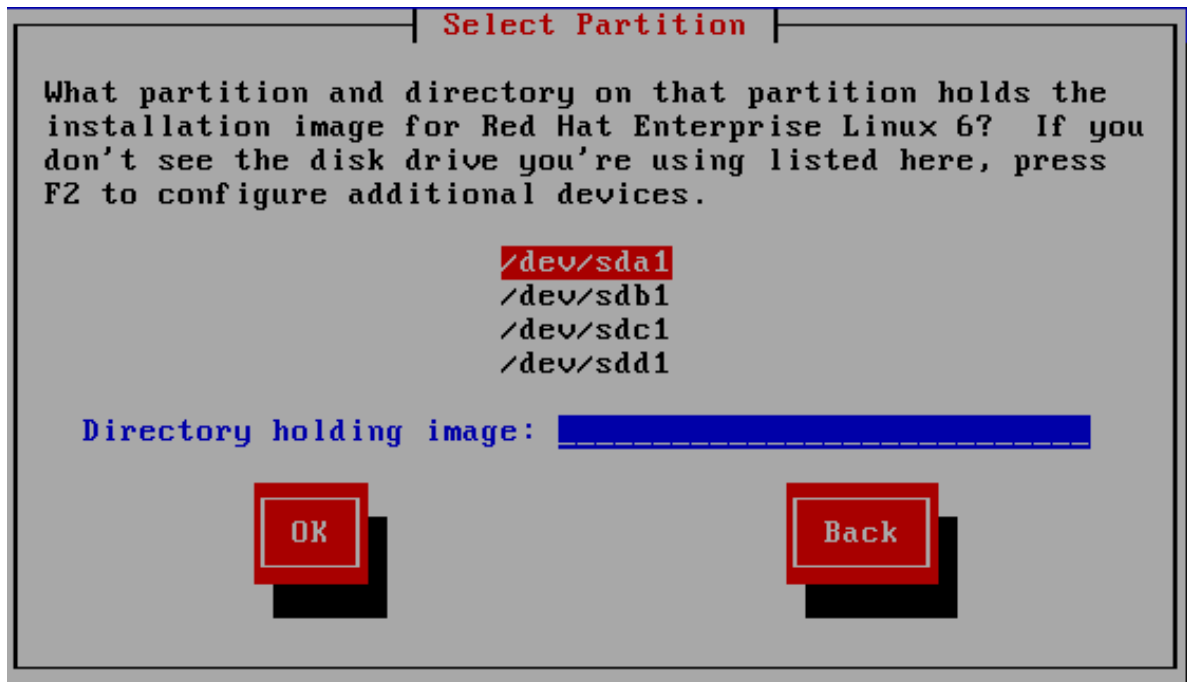 Select Partition
What partition and directory on that partition holds the
installation image for Red Hat Enterprise Linux 6?  If you
don't see the disk drive you're using listed here, press
F2 to configure additional devices.
/dev/sda1
/dev/sdb1
/dev/sdc1
/dev/sdd1
Directory holding image: ____________________________
OK
Back